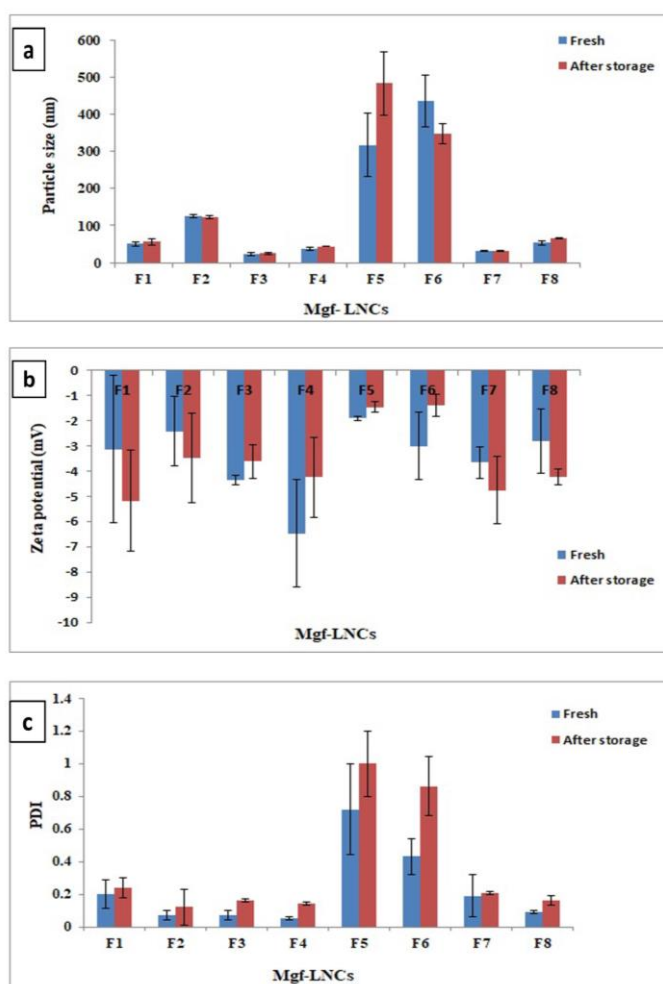 a
600
500
400
300
200
100
0
Particle size (nm)
Fresh
After storage
F1 F2 F3 F4 F5 F6 F7 F8
Mgf- LNCs
b
0
-1
-2
-3
-4
-5
-6
-7
-8
-9
-10
Zeta potential (mV)
F1 F2 F3 F4 F5 F6 F7 F8
Fresh
After storage
Mgf-LNCs
c
1.4
1.2
1
0.8
0.6
0.4
0.2
0
PDI
Fresh
After storage
F1 F2 F3 F4 F5 F6 F7 F8
Mgf-LNCs